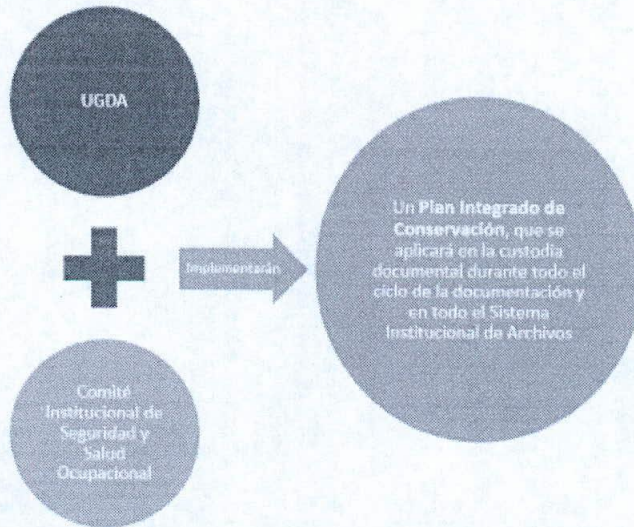 UGDA
Implementarán
Comité
Institucional de
Seguridad y
Salud
Ocupacional
Un Plan Integrado de
Conservación, que se
aplicará en la custodia
documental durante todo el
ciclo de la documentación y
en todo el Sistema
Institucional de Archivos